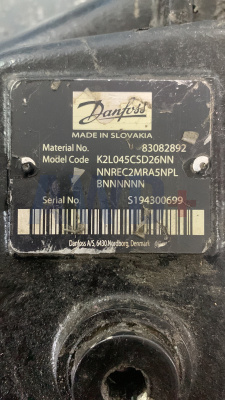 Danfoss
MADE IN SLOVAKIA
Material No. 83082892
Model Code K2L045CSD26NN
NNREC2MRA5NPL
BNNNNNN
Serial No. S194300699
Danfoss A/S, 6430 Nordborg, Denmark